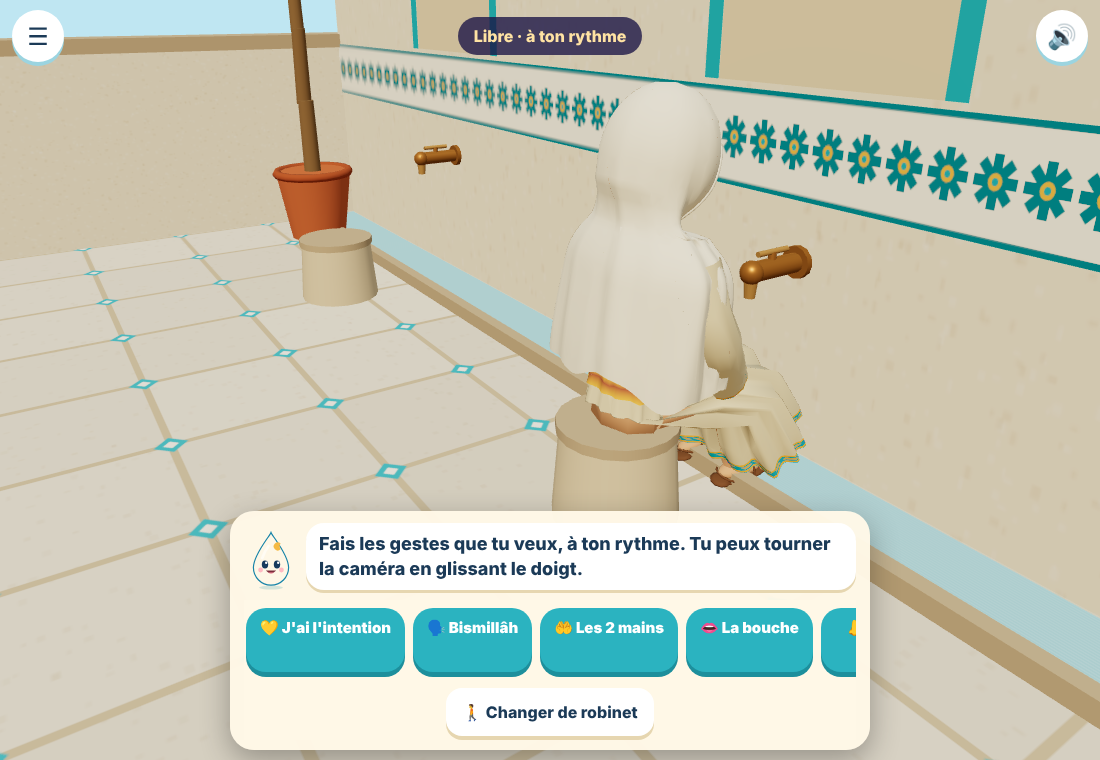 Libre · à ton rythme
Fais les gestes que tu veux, à ton rythme. Tu peux tourner
la caméra en glissant le doigt.
J'ai l'intention
Bismillâh
Les 2 mains
La bouche
Changer de robinet